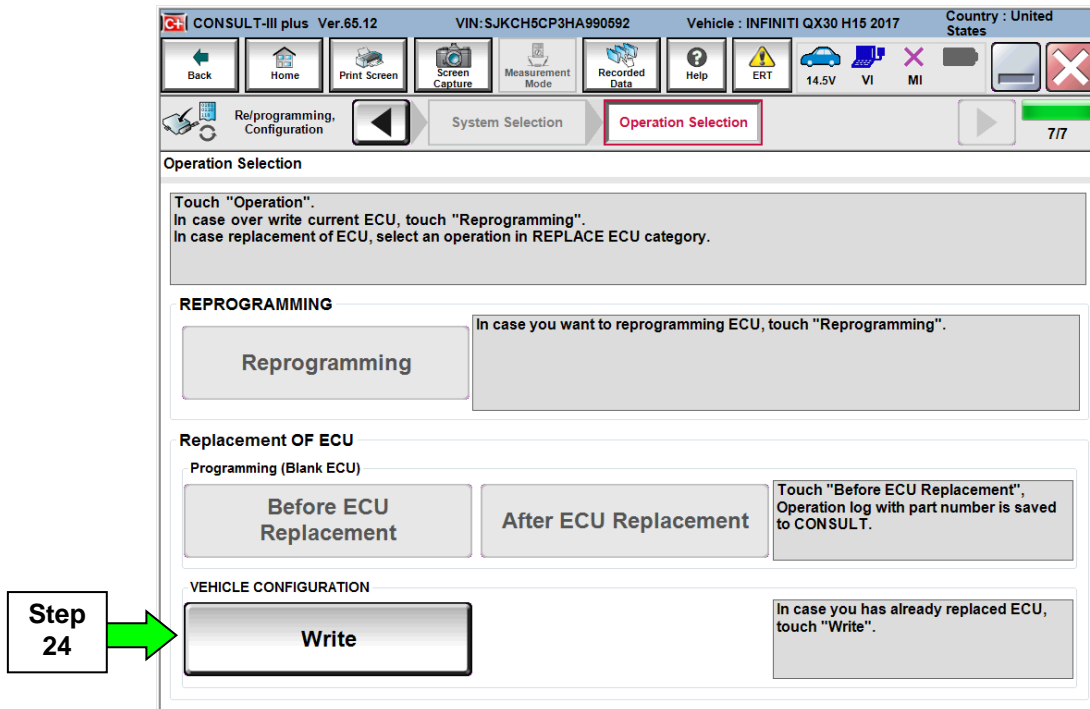 C+ CONSULT-III plus Ver.65.12 VIN:SJKCH5CP3HA990592 Vehicle : INFINITI QX30 H15 2017 Country : United
States
Back Home Print Screen Screen
Capture Measurement
Mode Recorded
Data Help ERT 14.5V VI MI
Re/programming,
Configuration System Selection Operation Selection 7/7
Operation Selection
Touch "Operation".
In case over write current ECU, touch "Reprogramming".
In case replacement of ECU, select an operation in REPLACE ECU category.
REPROGRAMMING
Reprogramming
In case you want to reprogramming ECU, touch "Reprogramming".
Replacement OF ECU
Programming (Blank ECU)
Before ECU
Replacement
After ECU Replacement
Touch "Before ECU Replacement",
Operation log with part number is saved
to CONSULT.
VEHICLE CONFIGURATION
Step
24
Write
In case you has already replaced ECU,
touch "Write".